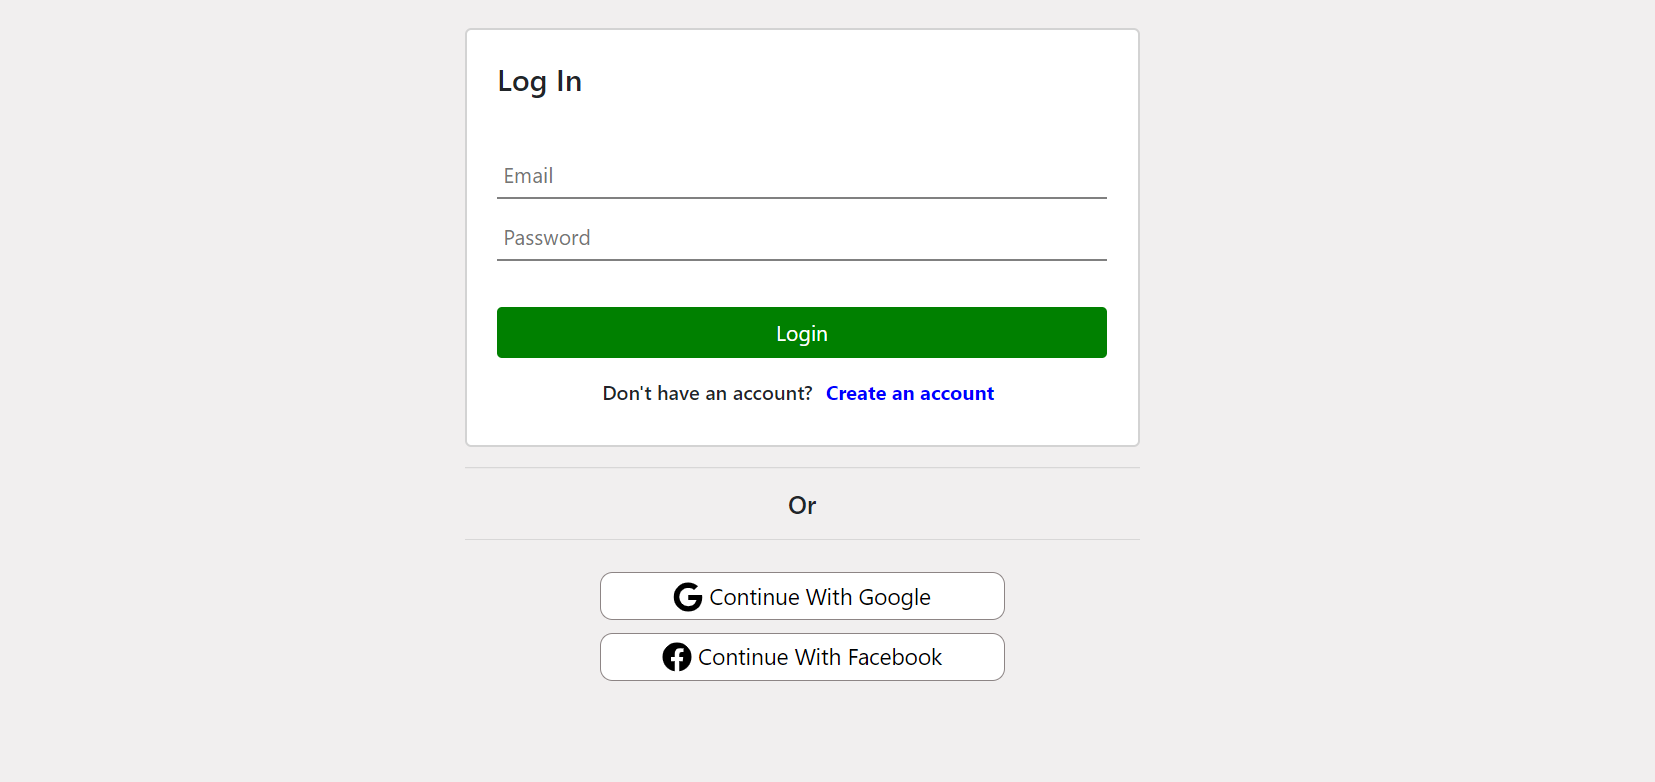 Log In
Email
Password
Login
Don't have an account? Create an account
Or
Continue With Google
Continue With Facebook